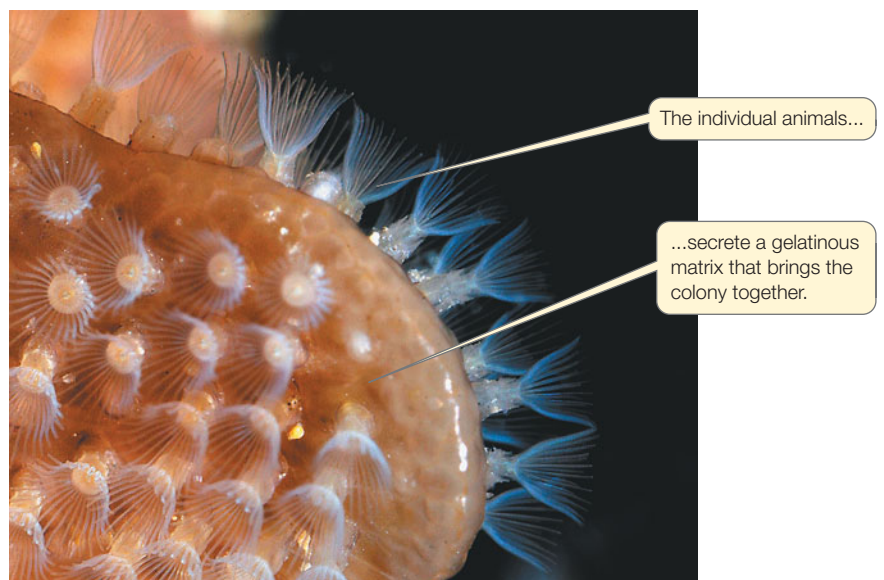 The individual animals...
...secrete a gelatinous
matrix that brings the
colony together.